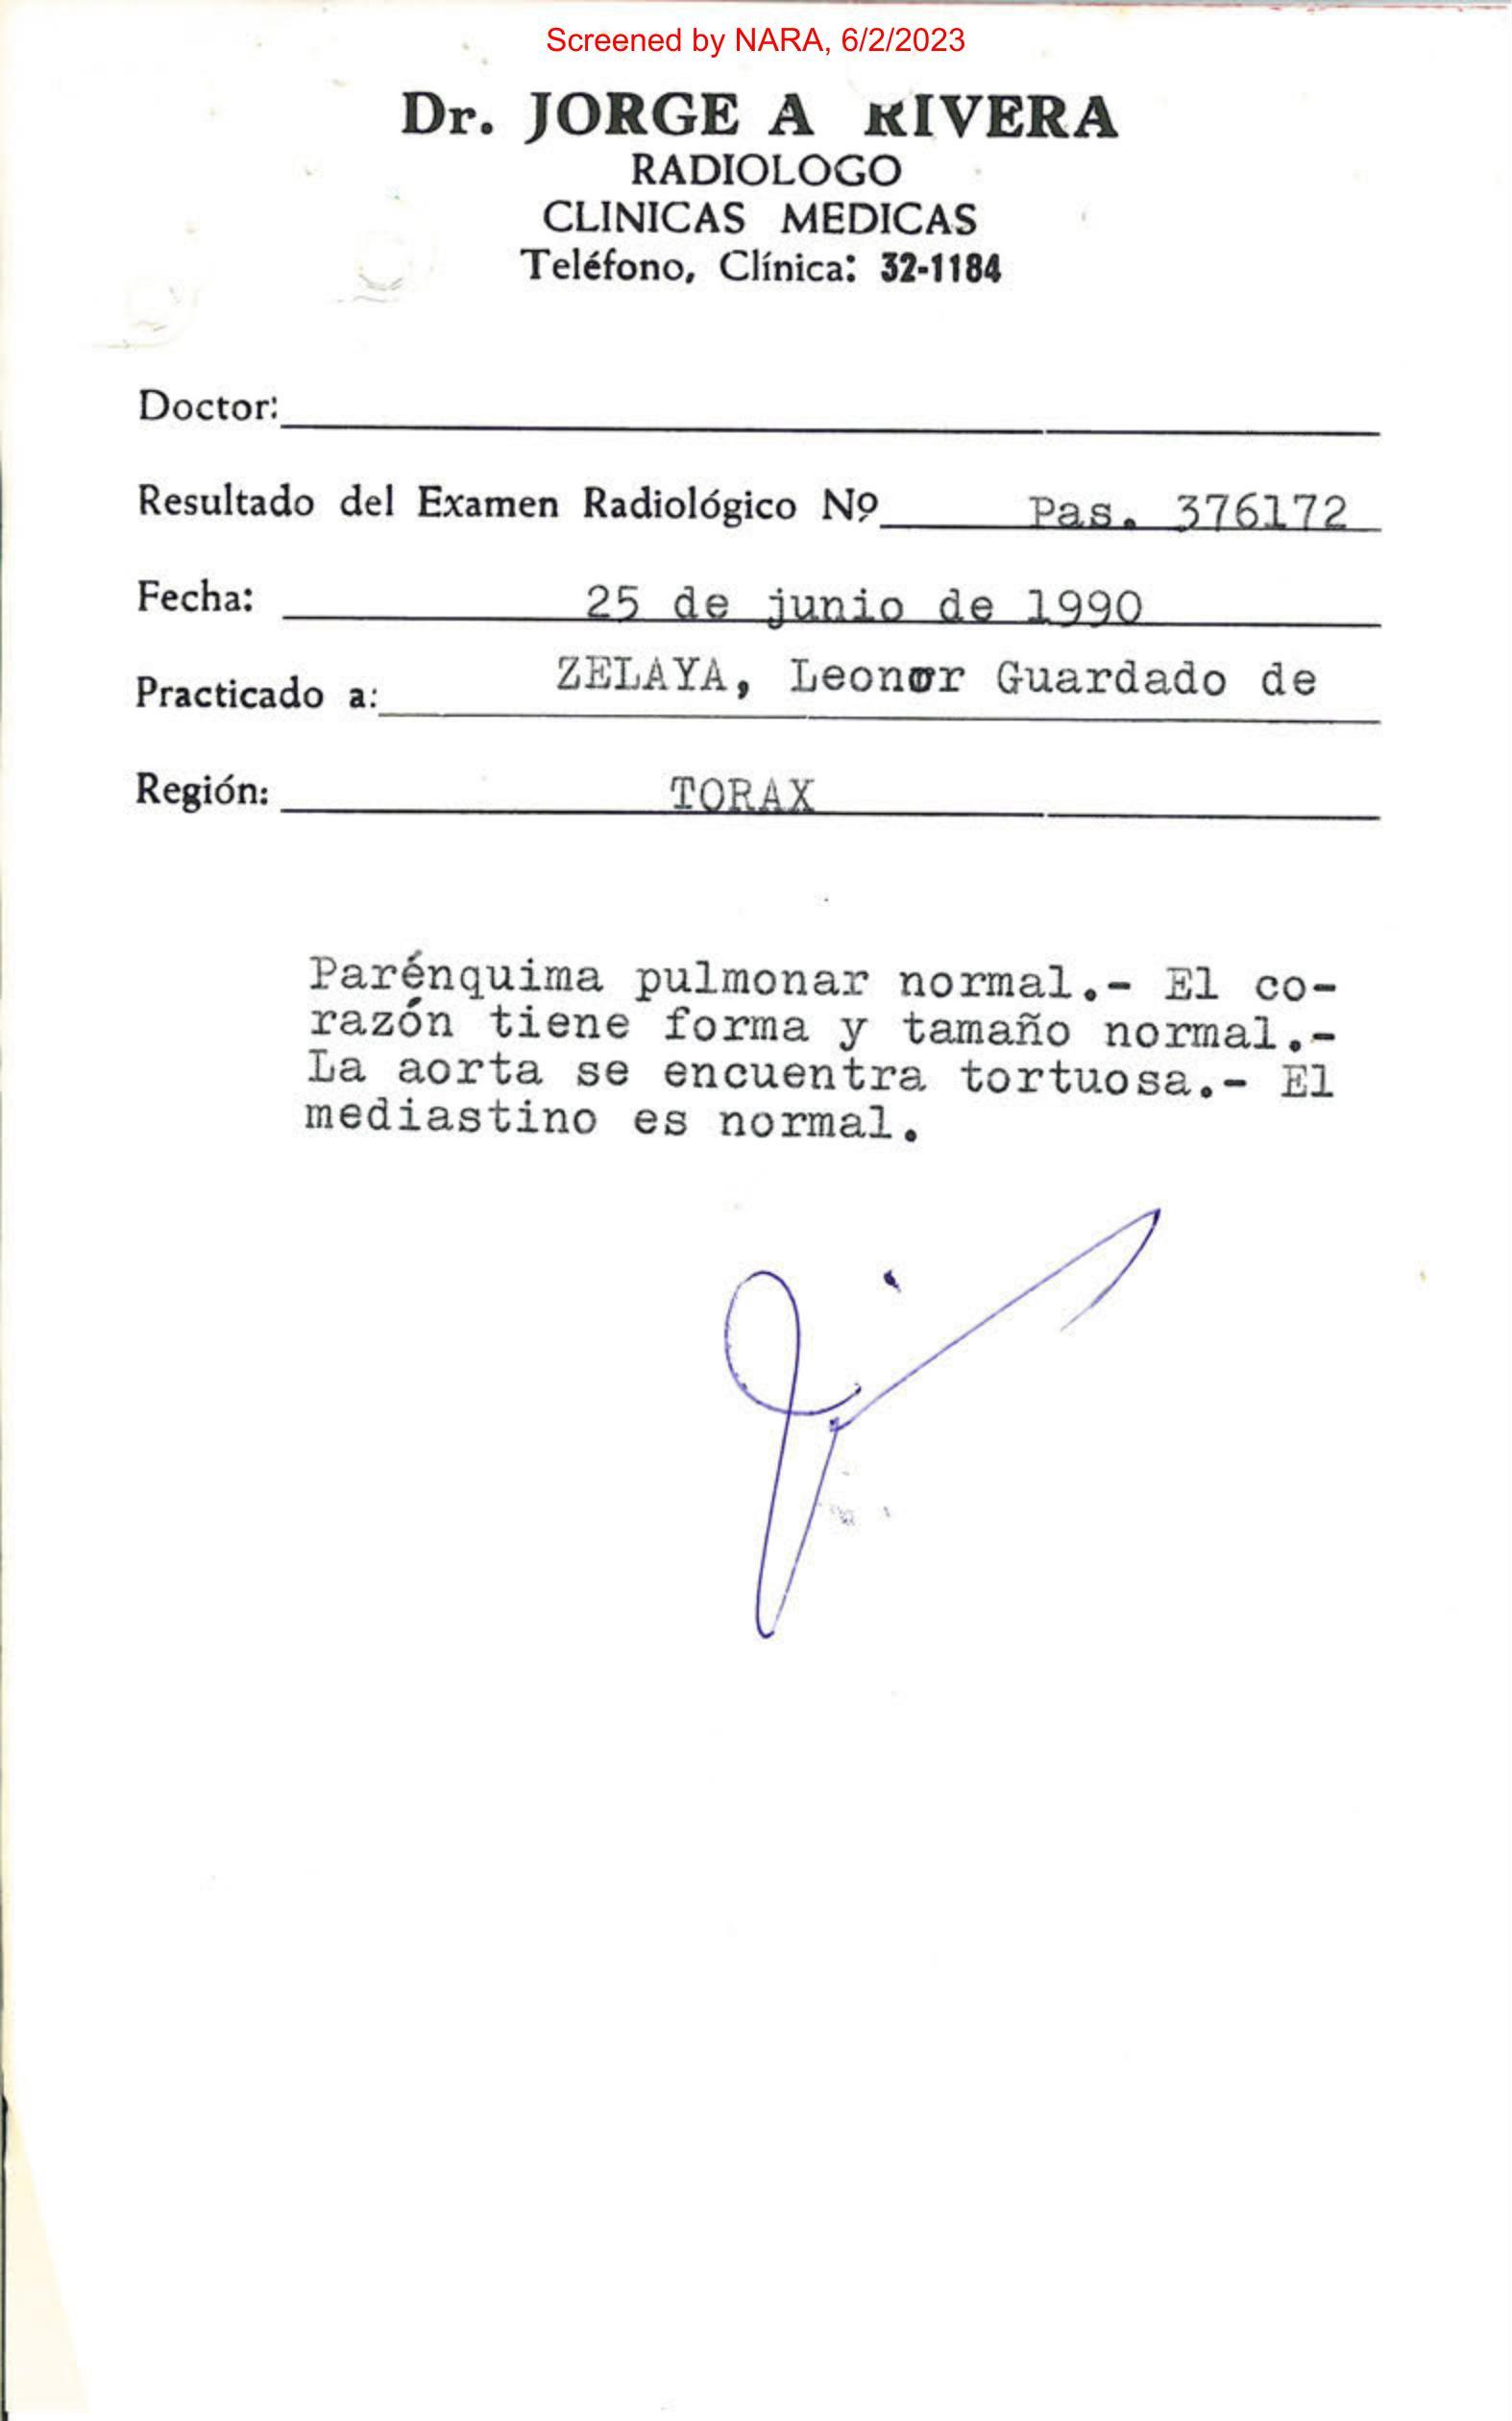 Screened by NARA, 6/2/2023
Dr. JORGE A RIVERA
RADIOLOGO
CLINICAS MEDICAS
Teléfono, Clínica: 32-1184
Doctor:
Resultado del Examen Radiológico Nº Pas. 376172
Fecha: 25 de junio de 1990
Practicado a: ZELAYA, Leonor Guardado de
Región: TORAX
Parénquima pulmonar normal.- El co-
razón tiene forma y tamaño normal.-
La aorta se encuentra tortuosa.- El
mediastino es normal.